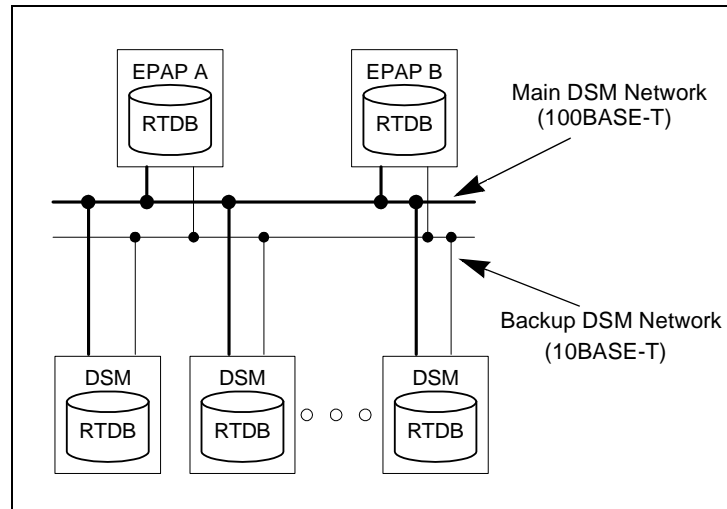 EPAP A
RTDB
EPAP B
RTDB
Main DSM Network
(100BASE-T)
Backup DSM Network
(10BASE-T)
DSM
RTDB
DSM
RTDB
DSM
RTDB